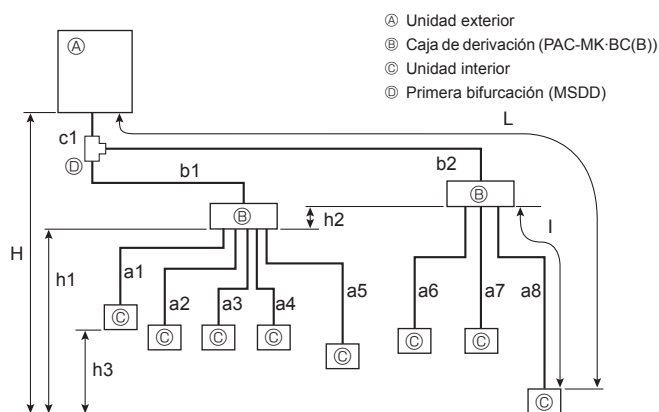 Ⓐ Unidad exterior
Ⓑ Caja de derivación (PAC-MK·BC(B))
Ⓒ Unidad interior
Ⓓ Primera bifurcación (MSDD)
Ⓐ
L
c1
Ⓓ
b1
b2
Ⓑ
Ⓑ
h2
l
H
h1
a1
a2
a3
a4
a5
a6
a7
a8
Ⓒ
Ⓒ
Ⓒ
Ⓒ
Ⓒ
Ⓒ
Ⓒ
h3
Ⓒ